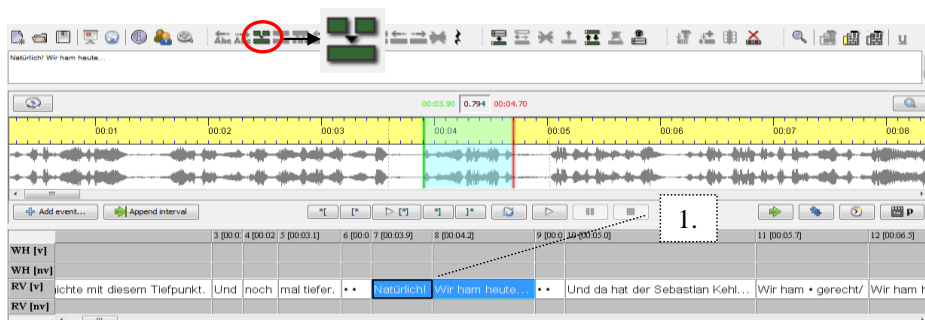 Abc
Natürlich! Wir ham heute...
00:03.90 0.794 00:04.70
00:01 00:02 00:03 00:04 00:05 00:06 00:07 00:08
Add event... Append interval P
1.
3 [00:0 4 [00:02 5 [00:03.1] 6 [00:0 7 [00:03.9] 8 [00:04.2] 9 [00:0 10 [00:05.0] 11 [00:05.7] 12 [00:06.5]
WH [v]
WH [nv]
RV [v] ichte mit diesem Tiefpunkt. Und noch mal tiefer. • • Natürlich! Wir ham heute... • • Und da hat der Sebastian Kehl... Wir ham • gerecht/ Wir ham h
RV [nv]